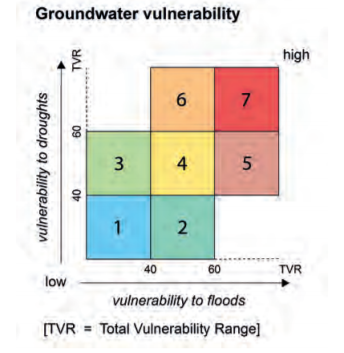 Groundwater vulnerability
high
TVR
6 7
60
vulnerability to droughts
3 4 5
40
1 2
40 60 TVR
low
vulnerability to floods
[TVR = Total Vulnerability Range]